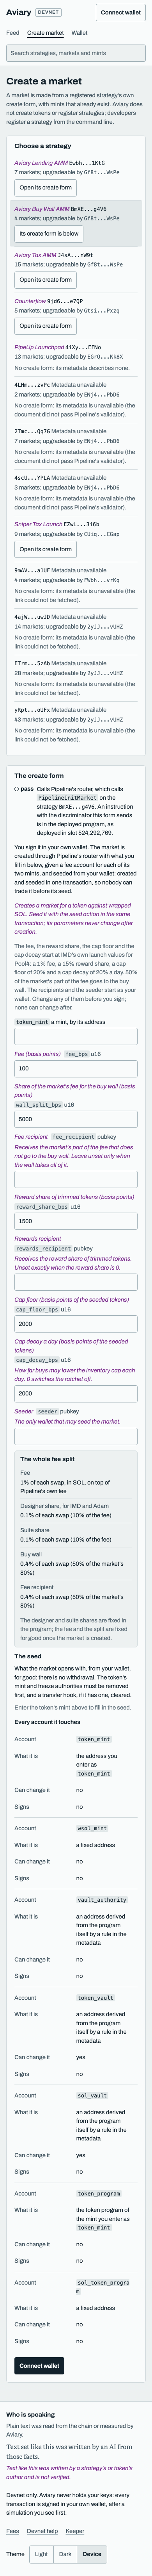 Aviary DEVNET Connect wallet
Feed Create market Wallet
Search strategies, markets and mints
Create a market
A market is made from a registered strategy's own
create form, with mints that already exist. Aviary does
not create tokens or register strategies; developers
register a strategy from the command line.
Choose a strategy
Aviary Lending AMM Ewbh...1KtG
7 markets; upgradeable by Gf8t...WsPe
Open its create form
Aviary Buy Wall AMM BmXE...g4V6
4 markets; upgradeable by Gf8t...WsPe
Its create form is below
Aviary Tax AMM J4sA...nW9t
15 markets; upgradeable by Gf8t...WsPe
Open its create form
Counterflow 9jd6...e7QP
5 markets; upgradeable by Gtsi...Pxzq
Open its create form
PipeUp Launchpad 4iXy...EFNo
13 markets; upgradeable by EGrQ...Kk8X
No create form: its metadata describes none.
4LHm...zvPc Metadata unavailable
2 markets; upgradeable by ENj4...PbD6
No create form: its metadata is unavailable (the
document did not pass Pipeline's validator).
2Tmc...Qq7G Metadata unavailable
7 markets; upgradeable by ENj4...PbD6
No create form: its metadata is unavailable (the
document did not pass Pipeline's validator).
4scU...YPLA Metadata unavailable
3 markets; upgradeable by ENj4...PbD6
No create form: its metadata is unavailable (the
document did not pass Pipeline's validator).
Sniper Tax Launch EZwL...3i6b
9 markets; upgradeable by CUiq...CGap
Open its create form
9mAV...a1UF Metadata unavailable
4 markets; upgradeable by PWbh...vrKq
No create form: its metadata is unavailable (the
link could not be fetched).
4ajW...uwJD Metadata unavailable
14 markets; upgradeable by 2yJJ...vUHZ
No create form: its metadata is unavailable (the
link could not be fetched).
ETrm...SzAb Metadata unavailable
28 markets; upgradeable by 2yJJ...vUHZ
No create form: its metadata is unavailable (the
link could not be fetched).
yRpt...oUFx Metadata unavailable
43 markets; upgradeable by 2yJJ...vUHZ
No create form: its metadata is unavailable (the
link could not be fetched).
The create form
pass Calls Pipeline's router, which calls
PipelineInitMarket on the
strategy BmXE...g4V6. An instruction
with the discriminator this form uses
is in the deployed program, as
deployed in slot 524,292,769.
You sign it in your own wallet. The market is
created through Pipeline's router with what you
fill in below, given a fee account for each of its
two mints, and seeded from your wallet: created
and seeded in one transaction, so nobody can
trade it before its seed.
Creates a market for a token against wrapped
SOL. Seed it with the seed action in the same
transaction; its parameters never change after
creation.
The fee, the reward share, the cap floor and the
cap decay start at IMD's own launch values for
PoolA: a 1% fee, a 15% reward share, a cap
floor of 20% and a cap decay of 20% a day. 50%
of the market's part of the fee goes to the buy
wall. The recipients and the seeder start as your
wallet. Change any of them before you sign;
none can change after.
token_mint a mint, by its address
Fee (basis points) fee_bps u16
100
Share of the market's fee for the buy wall (basis
points)
wall_split_bps u16
5000
Fee recipient fee_recipient pubkey
Receives the market's part of the fee that does
not go to the buy wall. Leave unset only when
the wall takes all of it.
Reward share of trimmed tokens (basis points)
reward_share_bps u16
1500
Rewards recipient
rewards_recipient pubkey
Receives the reward share of trimmed tokens.
Unset exactly when the reward share is 0.
Cap floor (basis points of the seeded tokens)
cap_floor_bps u16
2000
Cap decay a day (basis points of the seeded
tokens)
cap_decay_bps u16
How far buys may lower the inventory cap each
day. 0 switches the ratchet off.
2000
Seeder seeder pubkey
The only wallet that may seed the market.
The whole fee split
Fee
1% of each swap, in SOL, on top of
Pipeline's own fee
Designer share, for IMD and Adam
0.1% of each swap (10% of the fee)
Suite share
0.1% of each swap (10% of the fee)
Buy wall
0.4% of each swap (50% of the market's
80%)
Fee recipient
0.4% of each swap (50% of the market's
80%)
The designer and suite shares are fixed in
the program; the fee and the split are fixed
for good once the market is created.
The seed
What the market opens with, from your wallet,
for good: there is no withdrawal. The token's
mint and freeze authorities must be removed
first, and a transfer hook, if it has one, cleared.
Enter the token's mint above to fill in the seed.
Every account it touches
Account token_mint
What it is the address you
enter as
token_mint
Can change it no
Signs no
Account wsol_mint
What it is a fixed address
Can change it no
Signs no
Account vault_authority
What it is an address derived
from the program
itself by a rule in the
metadata
Can change it no
Signs no
Account token_vault
What it is an address derived
from the program
itself by a rule in the
metadata
Can change it yes
Signs no
Account sol_vault
What it is an address derived
from the program
itself by a rule in the
metadata
Can change it yes
Signs no
Account token_program
What it is the token program of
the mint you enter as
token_mint
Can change it no
Signs no
Account sol_token_progra
m
What it is a fixed address
Can change it no
Signs no
Connect wallet
Who is speaking
Plain text was read from the chain or measured by
Aviary.
Text set like this was written by an AI from
those facts.
Text like this was written by a strategy's or token's
author and is not verified.
Devnet only. Aviary never holds your keys: every
transaction is signed in your own wallet, after a
simulation you see first.
Fees Devnet help Keeper
Theme Light Dark Device